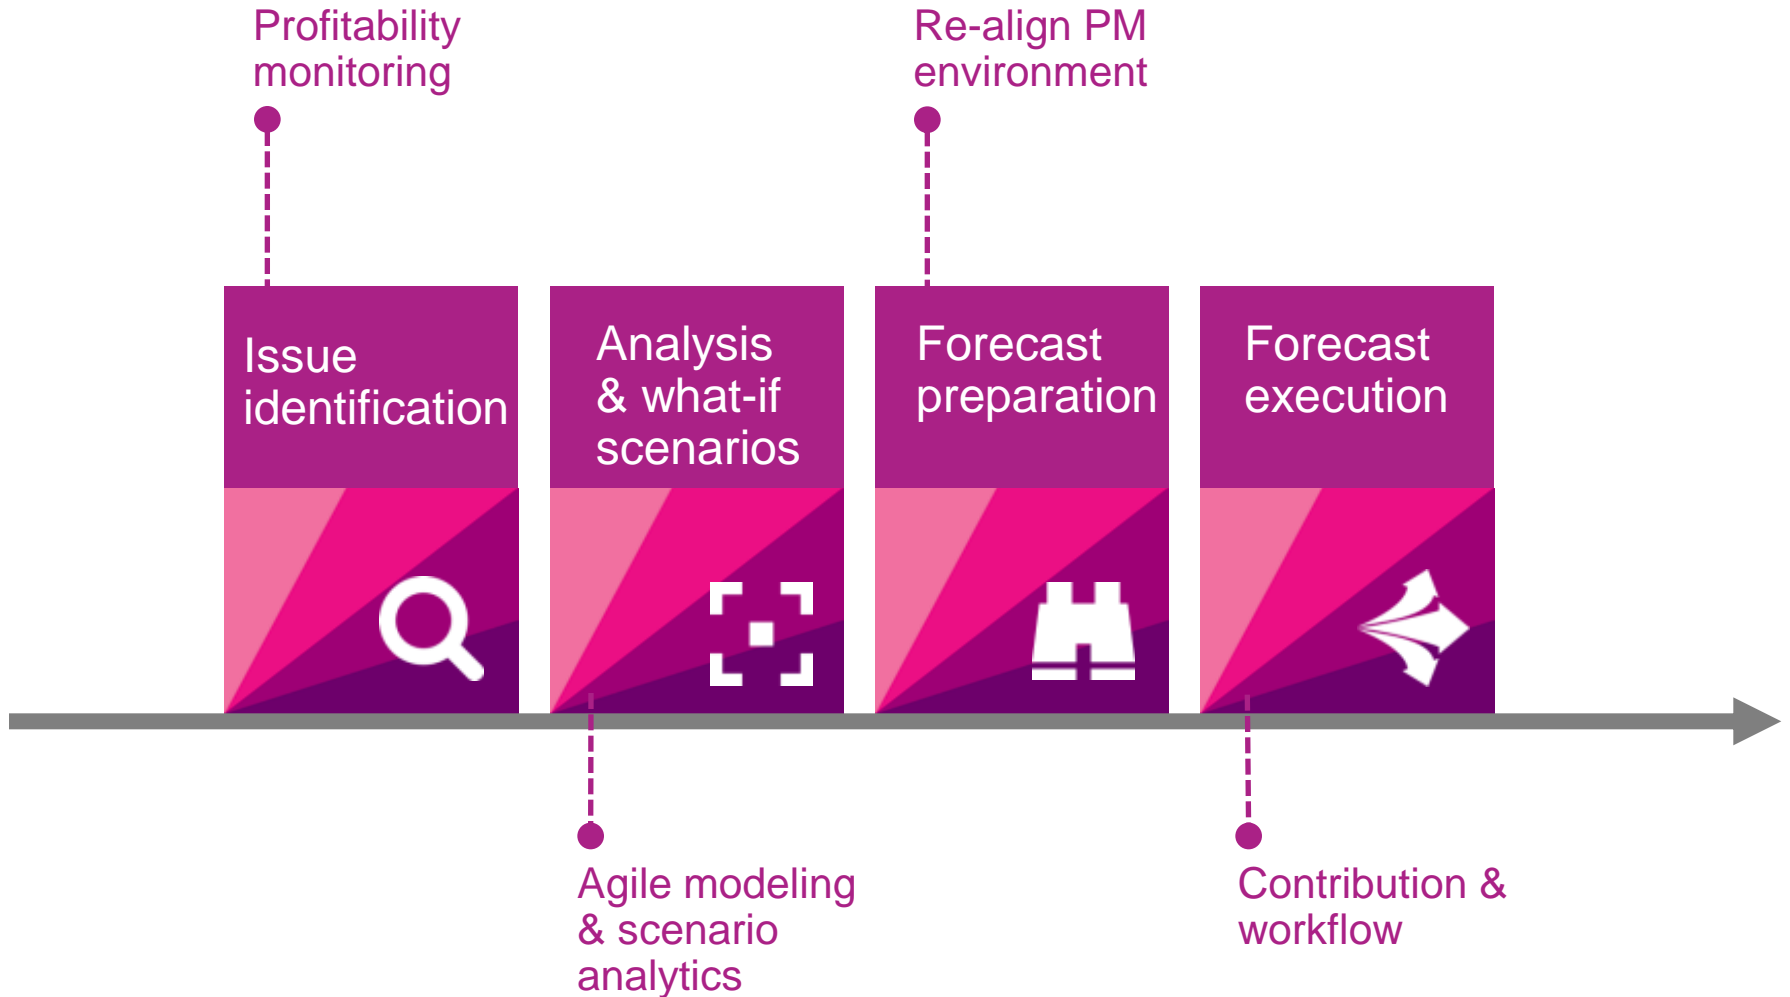 Profitability
monitoring
Re-align PM
environment
Issue
identification
Analysis
& what-if
scenarios
Forecast
preparation
Forecast
execution
Agile modeling
& scenario
analytics
Contribution &
workflow